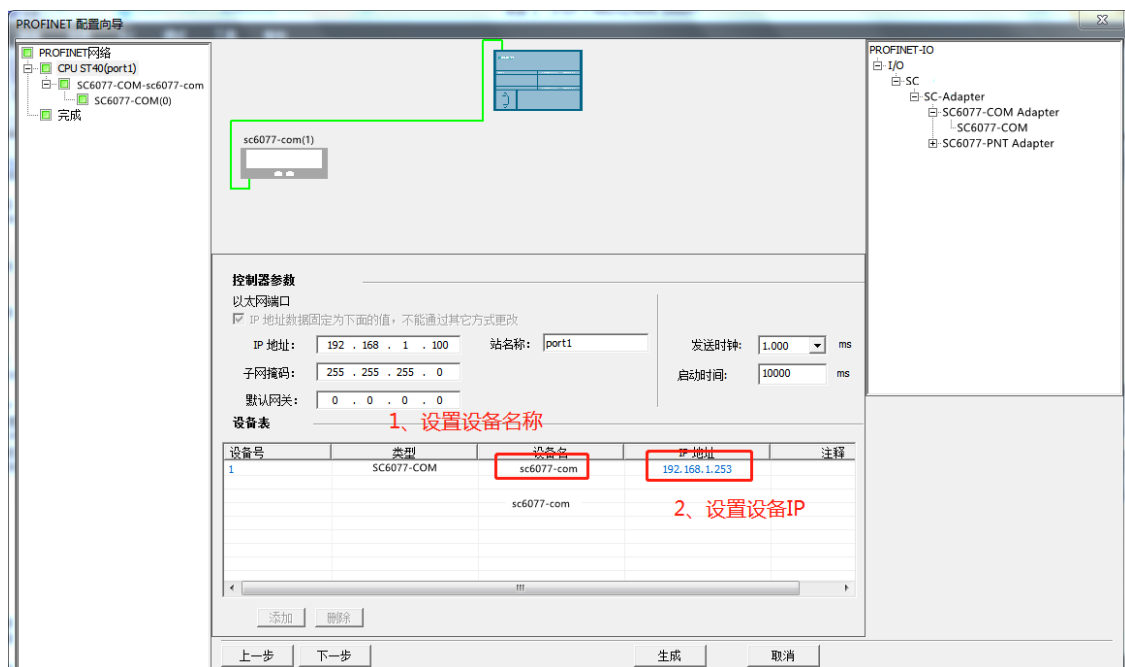 PROFINET 配置向导
PROFINET网络
CPU ST40(port1)
SC6077-COM-sc6077-com
SC6077-COM(0)
完成
sc6077-com(1)
PROFINET-IO
I/O
SC
SC-Adapter
SC6077-COM Adapter
SC6077-COM
SC6077-PNT Adapter
控制器参数
以太网端口
IP 地址数据固定为下面的值，不能通过其它方式更改
IP 地址: 192 . 168 . 1 . 100 站名称: port1 发送时钟: 1.000 ms
子网掩码: 255 . 255 . 255 . 0 启动时间: 10000 ms
默认网关: 0 . 0 . 0 . 0
1、设置设备名称
设备表
设备号 类型 设备名 IP 地址 注释
1 SC6077-COM sc6077-com 192.168.1.253
sc6077-com
2、设置设备IP
添加 删除
上一步 下一步 生成 取消